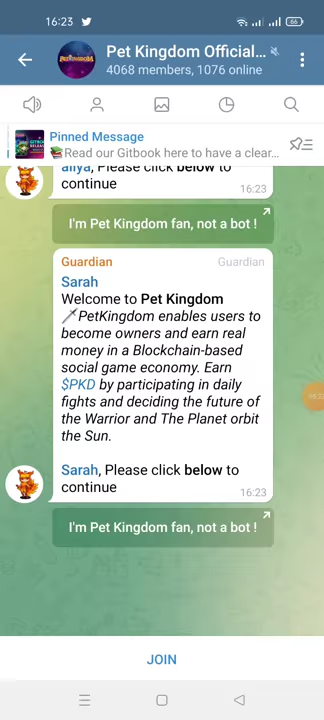 16:23
66
Pet Kingdom Official...
4068 members, 1076 online
Pinned Message
📚Read our Gitbook here to have a clear...
aliya, Please click below to
continue
16:23
I'm Pet Kingdom fan, not a bot !
Guardian
Guardian
Sarah
Welcome to Pet Kingdom
🗡PetKingdom enables users to
become owners and earn real
money in a Blockchain-based
social game economy. Earn
$PKD by participating in daily
fights and deciding the future of
the Warrior and The Planet orbit
the Sun.
Sarah, Please click below to
continue
16:23
I'm Pet Kingdom fan, not a bot !
JOIN